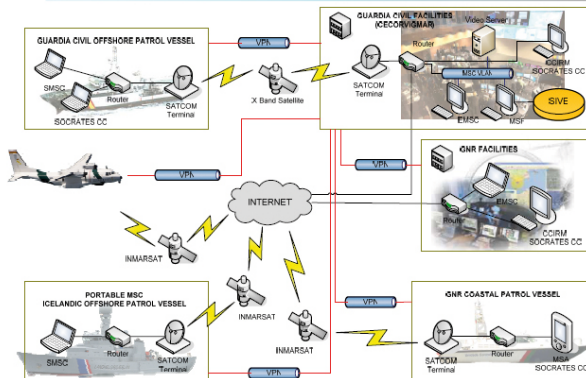 GUARDIA CIVIL OFFSHORE PATROL VESSEL
SMSC
SOCRATES CC
Router
SATCOM
Terminal
VPN
X Band Satellite
GUARDIA CIVIL FACILITIES
(CECORVIGMAR)
Video Server
Router
SATCOM
Terminal
MSC VLAN
CCIRM
SOCRATES CC
EMSC
MSF
SIVE
VPN
VPN
INTERNET
INMARSAT
INMARSAT
INMARSAT
GNR FACILITIES
EMSC
Router
CCIRM
SOCRATES CC
PORTABLE MSC
ICELANDIC OFFSHORE PATROL VESSEL
SMSC
Router
SATCOM
Terminal
VPN
VPN
GNR COASTAL PATROL VESSEL
SATCOM
Terminal
Router
MSA
SOCRATES CC